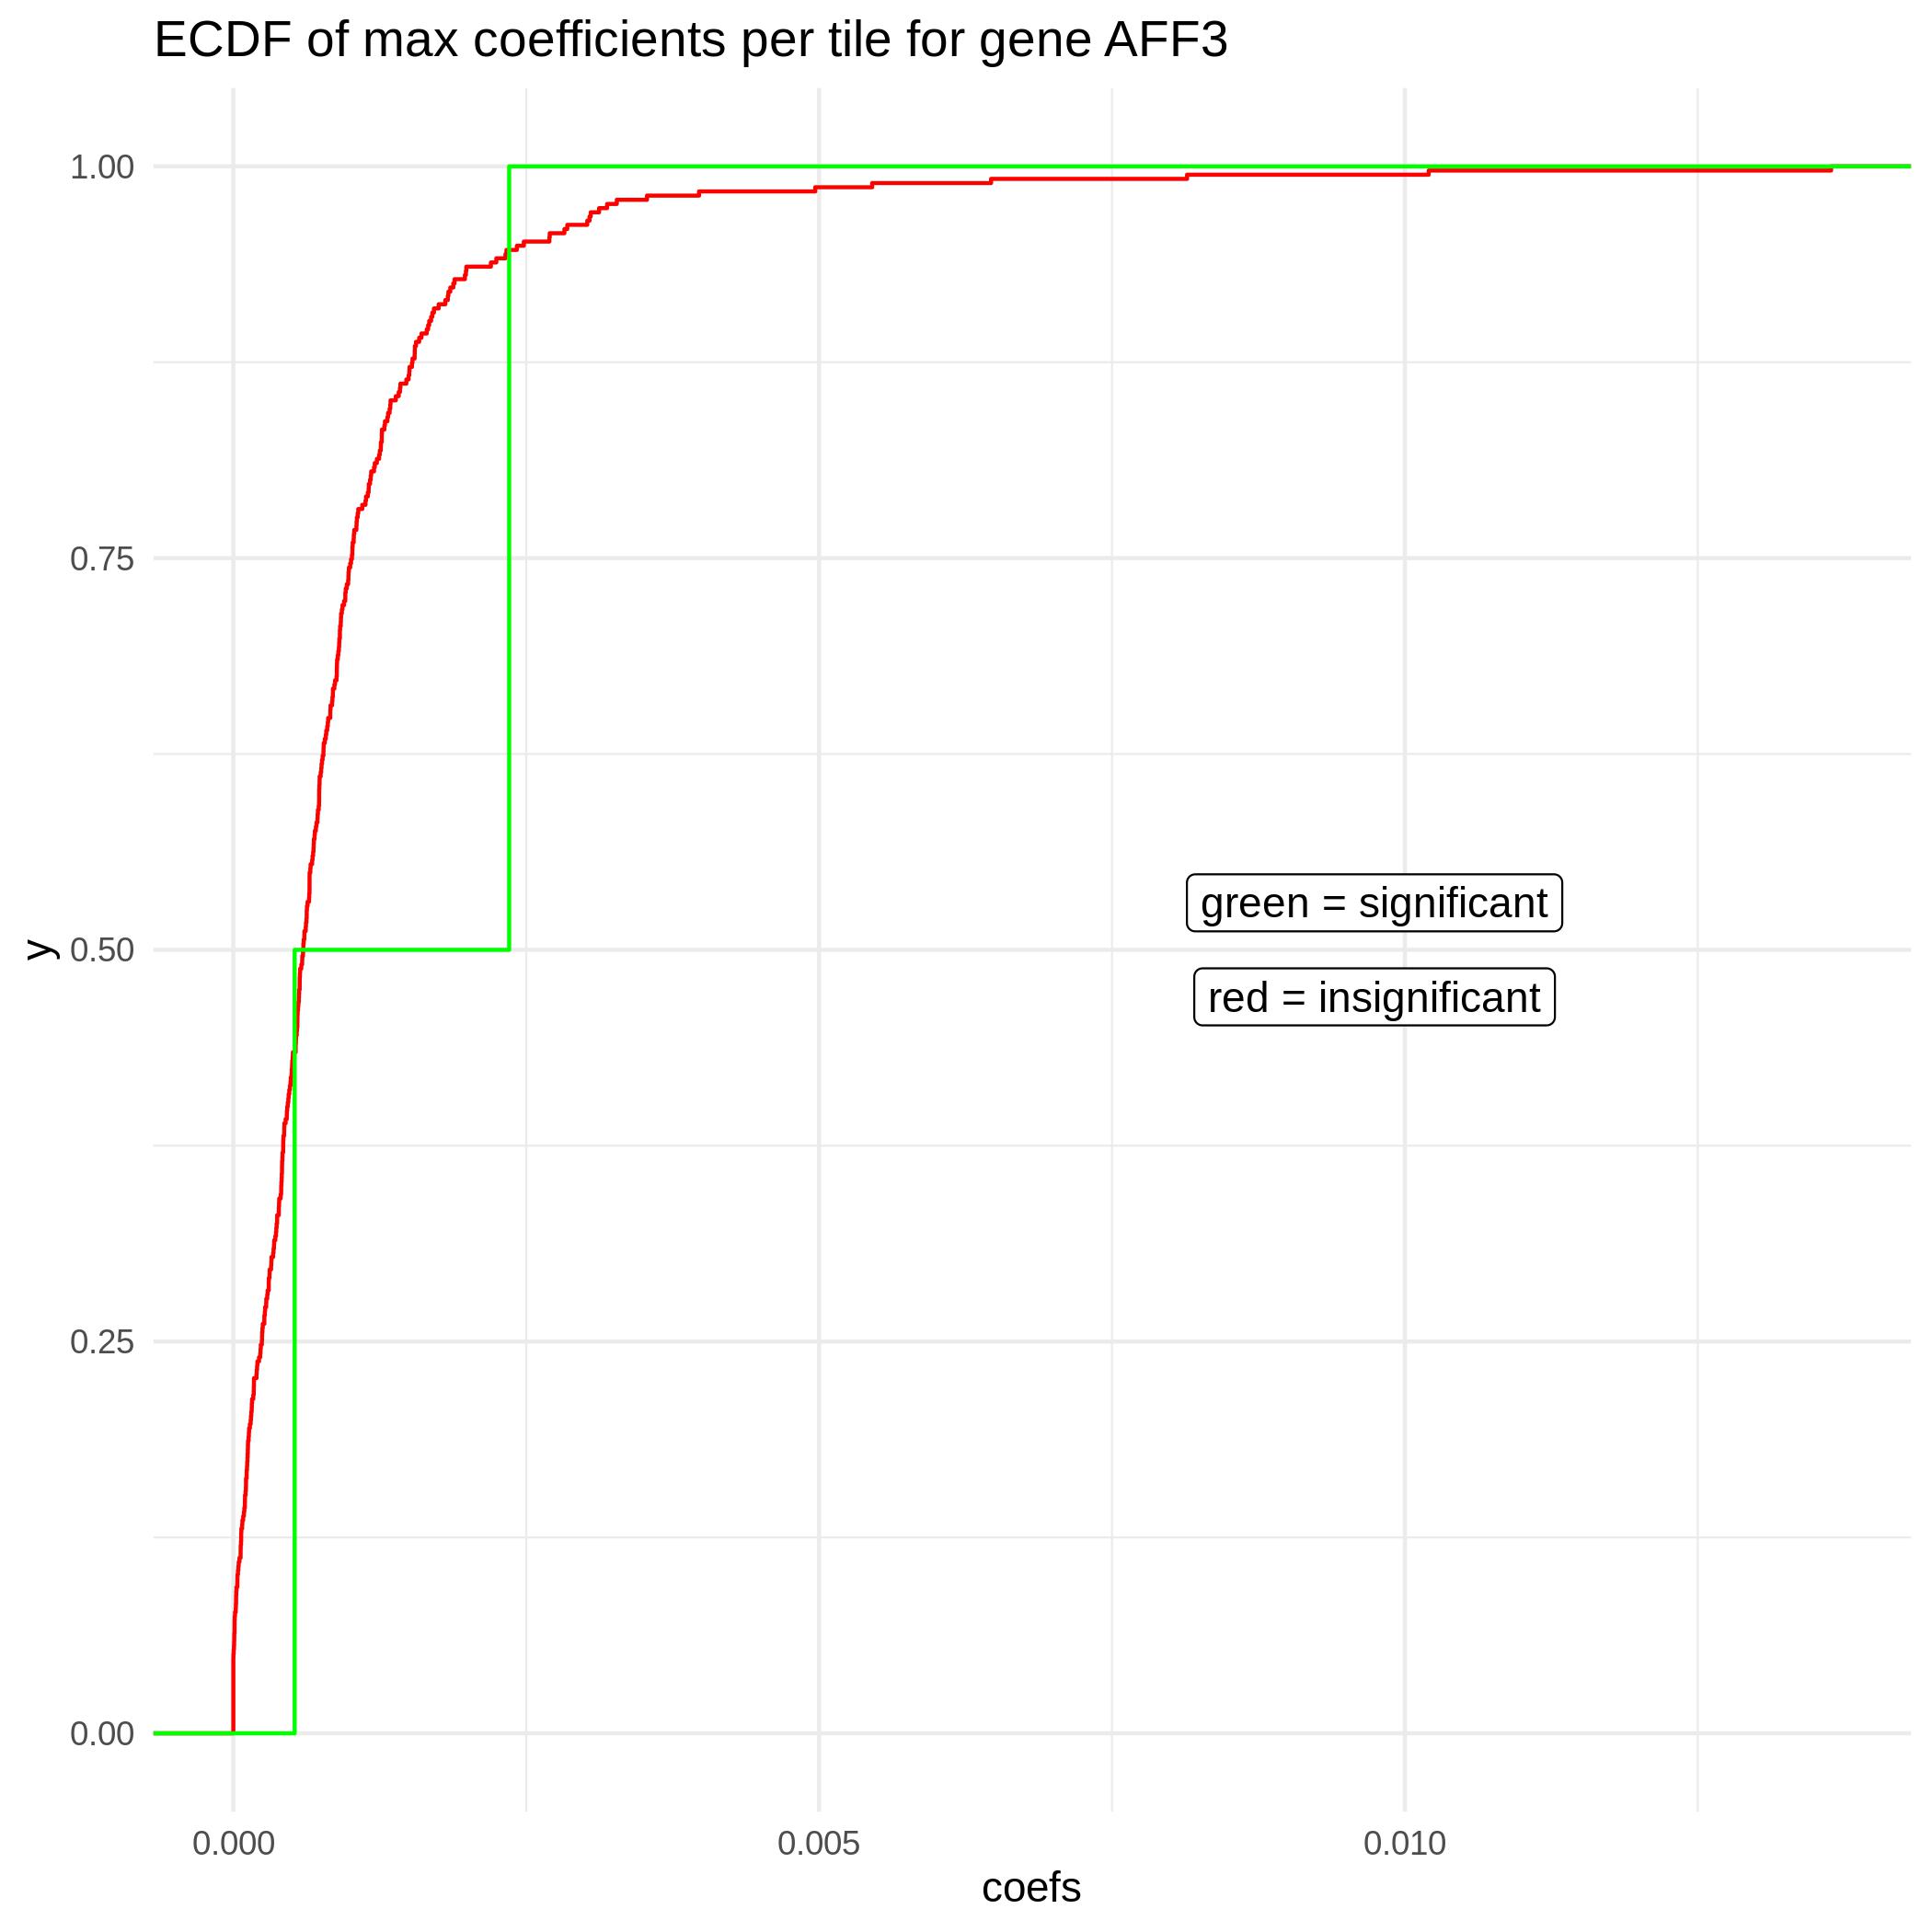 ECDF of max coefficients per tile for gene AFF3
1.00
0.75
0.50
0.25
0.00
y
green = significant
red = insignificant
0.000 0.005 0.010
coefs